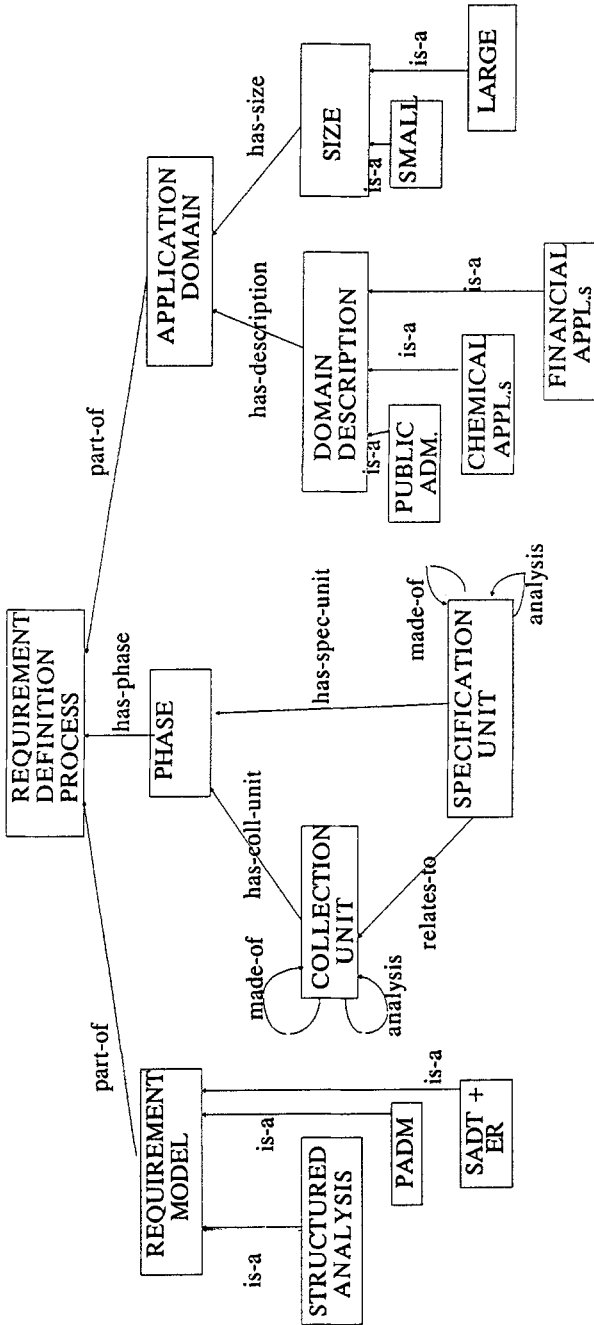 REQUIREMENT
DEFINITION
PROCESS
part-of
has-phase
part-of
REQUIREMENT
MODEL
PHASE
APPLICATION
DOMAIN
is-a
is-a
is-a
STRUCTURED
ANALYSIS
PADM
SADT +
ER
has-coll-unit
has-spec-unit
made-of
COLLECTION
UNIT
analysis
relates-to
made-of
SPECIFICATION
UNIT
analysis
has-description
has-size
DOMAIN
DESCRIPTION
is-a
is-a
is-a
PUBLIC
ADM.
CHEMICAL
APPL.s
FINANCIAL
APPL.s
SIZE
is-a
is-a
SMALL
LARGE